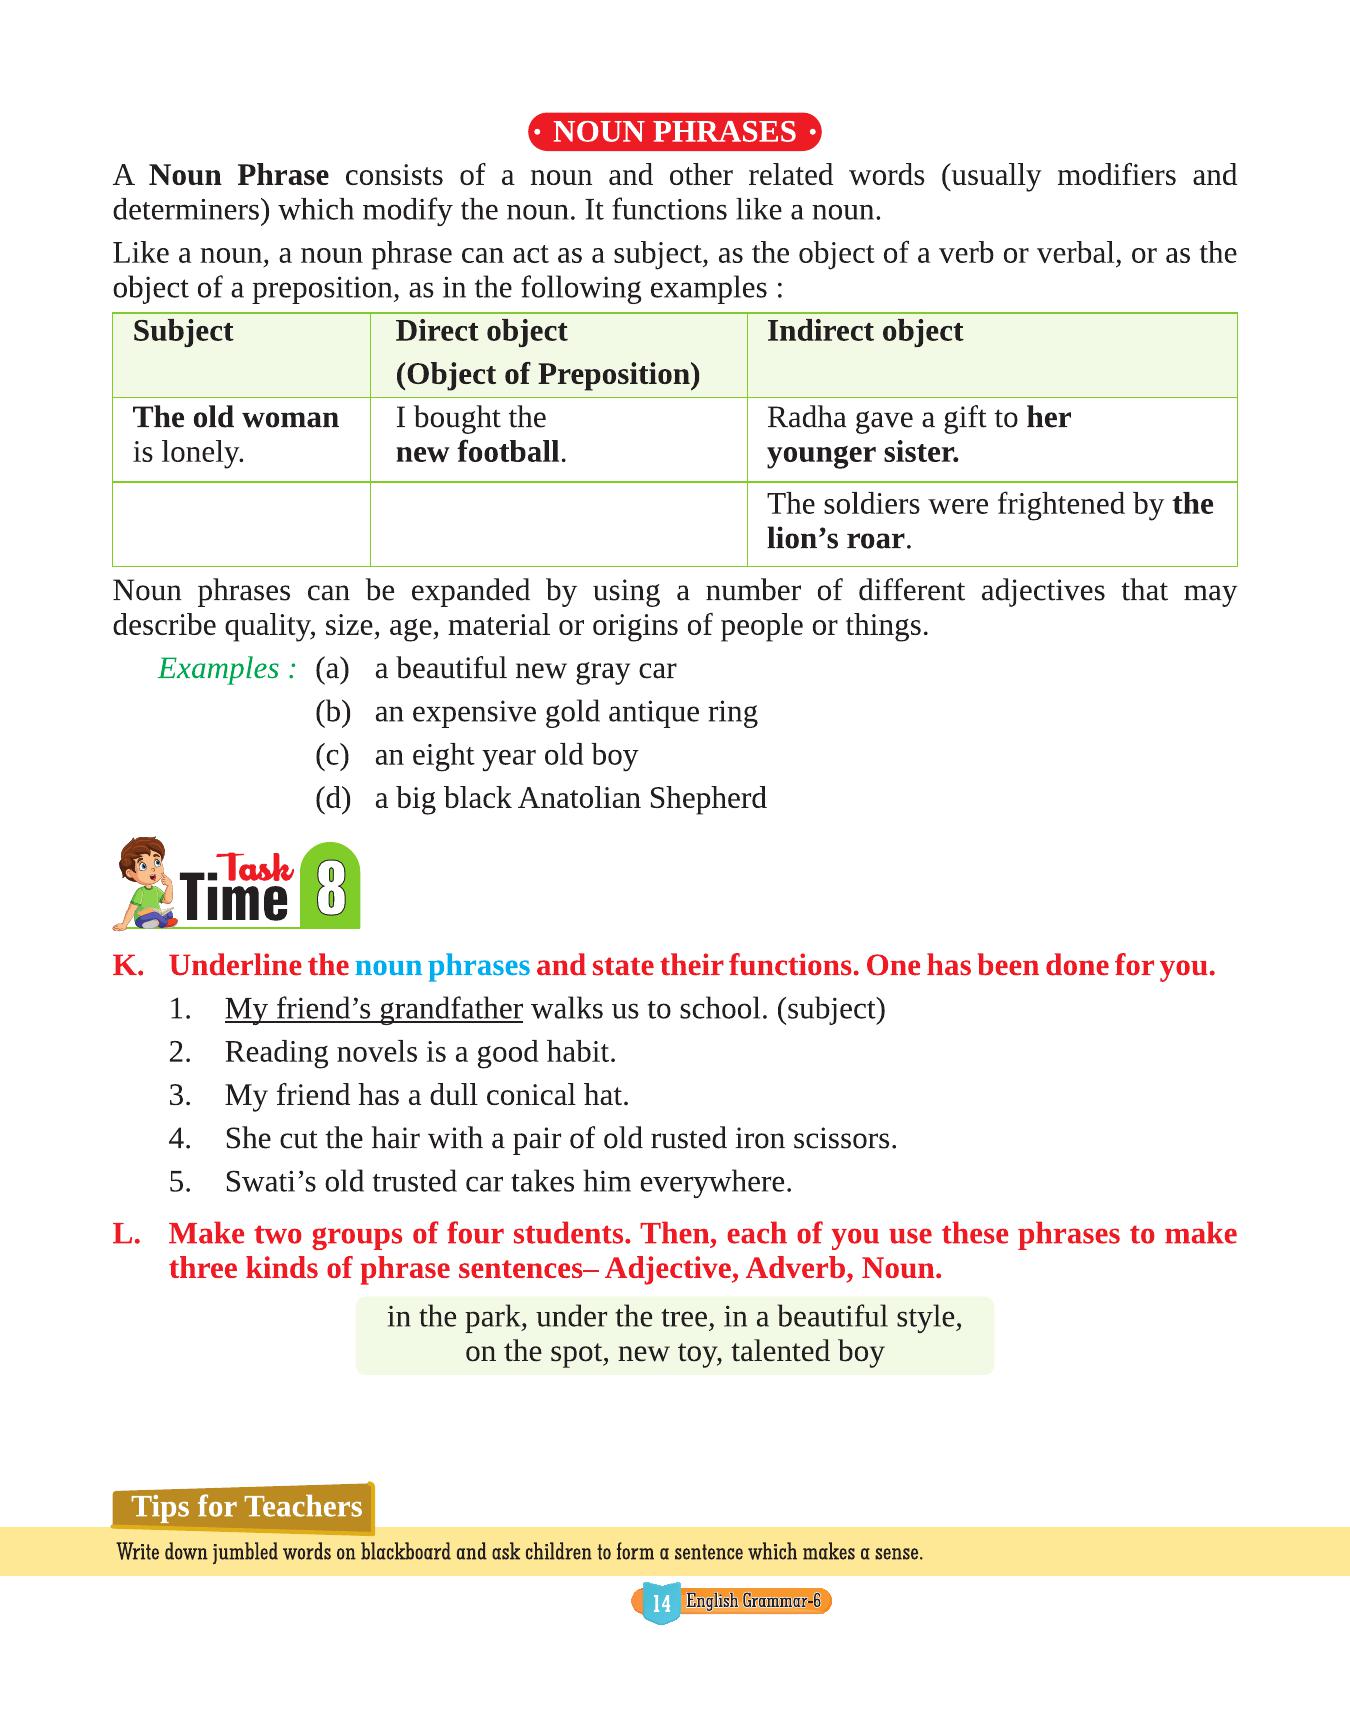 • NOUN PHRASES •
A Noun Phrase consists of a noun and other related words (usually modifiers and
determiners) which modify the noun. It functions like a noun.
Like a noun, a noun phrase can act as a subject, as the object of a verb or verbal, or as the
object of a preposition, as in the following examples :
Subject
Direct object
(Object of Preposition)
Indirect object
The old woman
is lonely.
I bought the
new football.
Radha gave a gift to her
younger sister.
The soldiers were frightened by the
lion’s roar.
Noun phrases can be expanded by using a number of different adjectives that may
describe quality, size, age, material or origins of people or things.
Examples : (a) a beautiful new gray car
(b) an expensive gold antique ring
(c) an eight year old boy
(d) a big black Anatolian Shepherd
Task
Time 8
K. Underline the noun phrases and state their functions. One has been done for you.
1. My friend’s grandfather walks us to school. (subject)
2. Reading novels is a good habit.
3. My friend has a dull conical hat.
4. She cut the hair with a pair of old rusted iron scissors.
5. Swati’s old trusted car takes him everywhere.
L. Make two groups of four students. Then, each of you use these phrases to make
three kinds of phrase sentences– Adjective, Adverb, Noun.
in the park, under the tree, in a beautiful style,
on the spot, new toy, talented boy
Tips for Teachers
Write down jumbled words on blackboard and ask children to form a sentence which makes a sense.
14 English Grammar-6